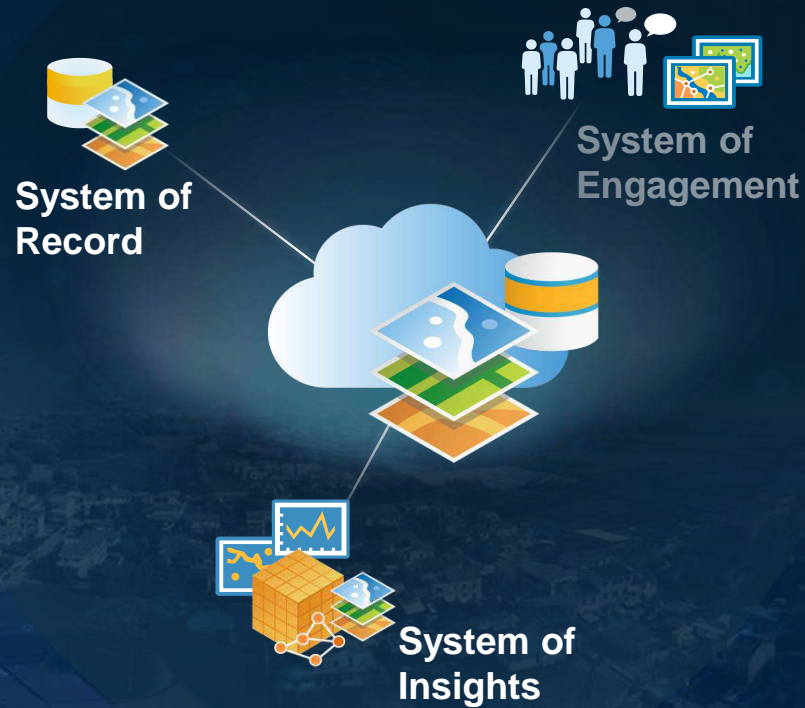 System of
Engagement
System of
Record
System of
Insights